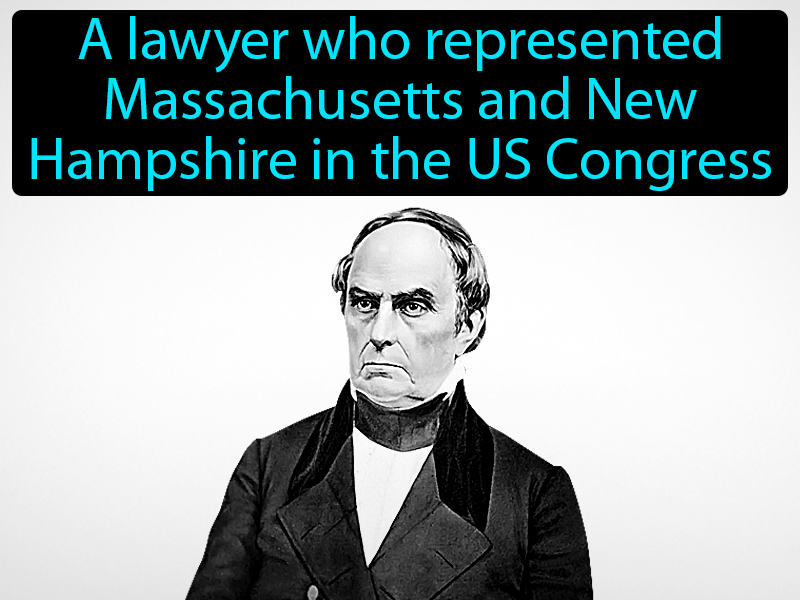 A lawyer who represented
Massachusetts and New
Hampshire in the US Congress